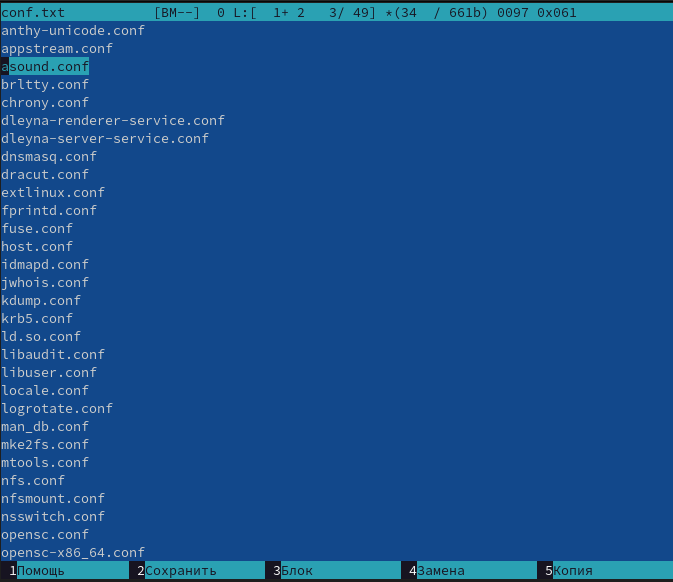 conf.txt [BM--] 0 L:[ 1+ 2 3/ 49] *(34 / 661b) 0097 0x061
anthy-unicode.conf
appstream.conf
asound.conf
brltty.conf
chrony.conf
dleyna-renderer-service.conf
dleyna-server-service.conf
dnsmasq.conf
dracut.conf
extlinux.conf
fprintd.conf
fuse.conf
host.conf
idmapd.conf
jwhois.conf
kdump.conf
krb5.conf
ld.so.conf
libaudit.conf
libuser.conf
locale.conf
logrotate.conf
man_db.conf
mke2fs.conf
mtools.conf
nfs.conf
nfsmount.conf
nsswitch.conf
opensc.conf
opensc-x86_64.conf
1Помощь 2Сохранить 3Блок 4Замена 5Копия